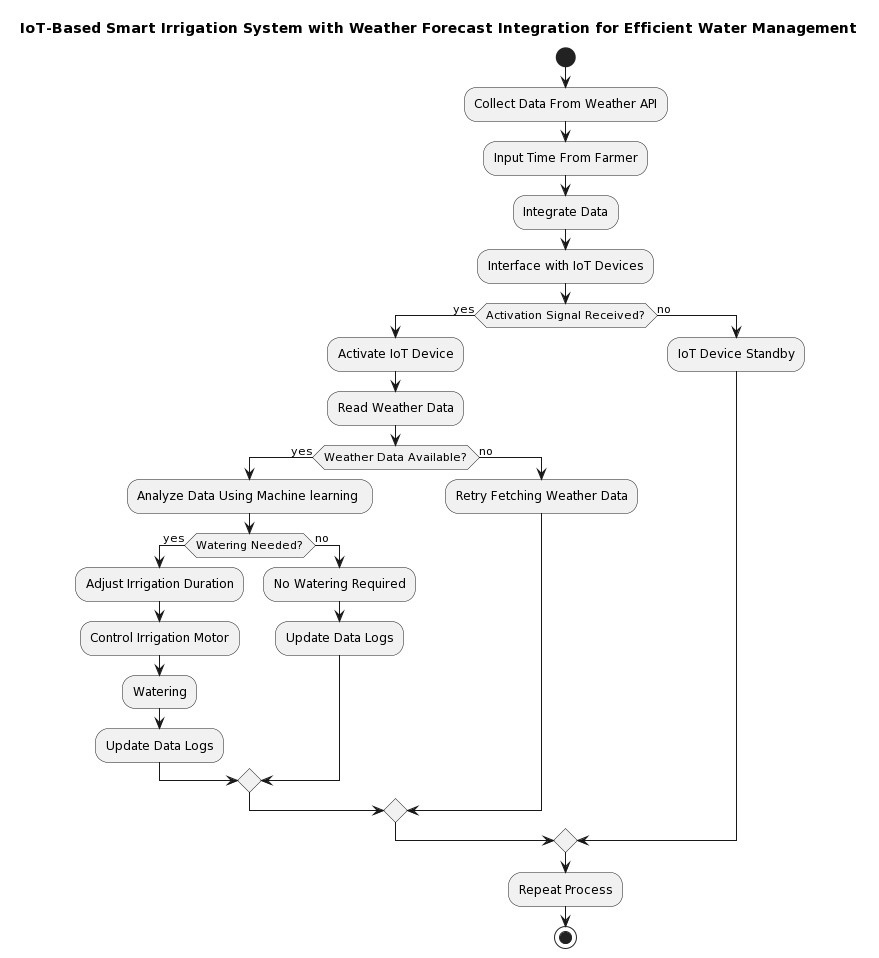 IoT-Based Smart Irrigation System with Weather Forecast Integration for Efficient Water Management
Collect Data From Weather API
Input Time From Farmer
Integrate Data
Interface with IoT Devices
yes
Activation Signal Received?
no
Activate IoT Device
IoT Device Standby
Read Weather Data
yes
Weather Data Available?
no
Analyze Data Using Machine learning
Retry Fetching Weather Data
yes
Watering Needed?
no
Adjust Irrigation Duration
No Watering Required
Control Irrigation Motor
Update Data Logs
Watering
Update Data Logs
Repeat Process